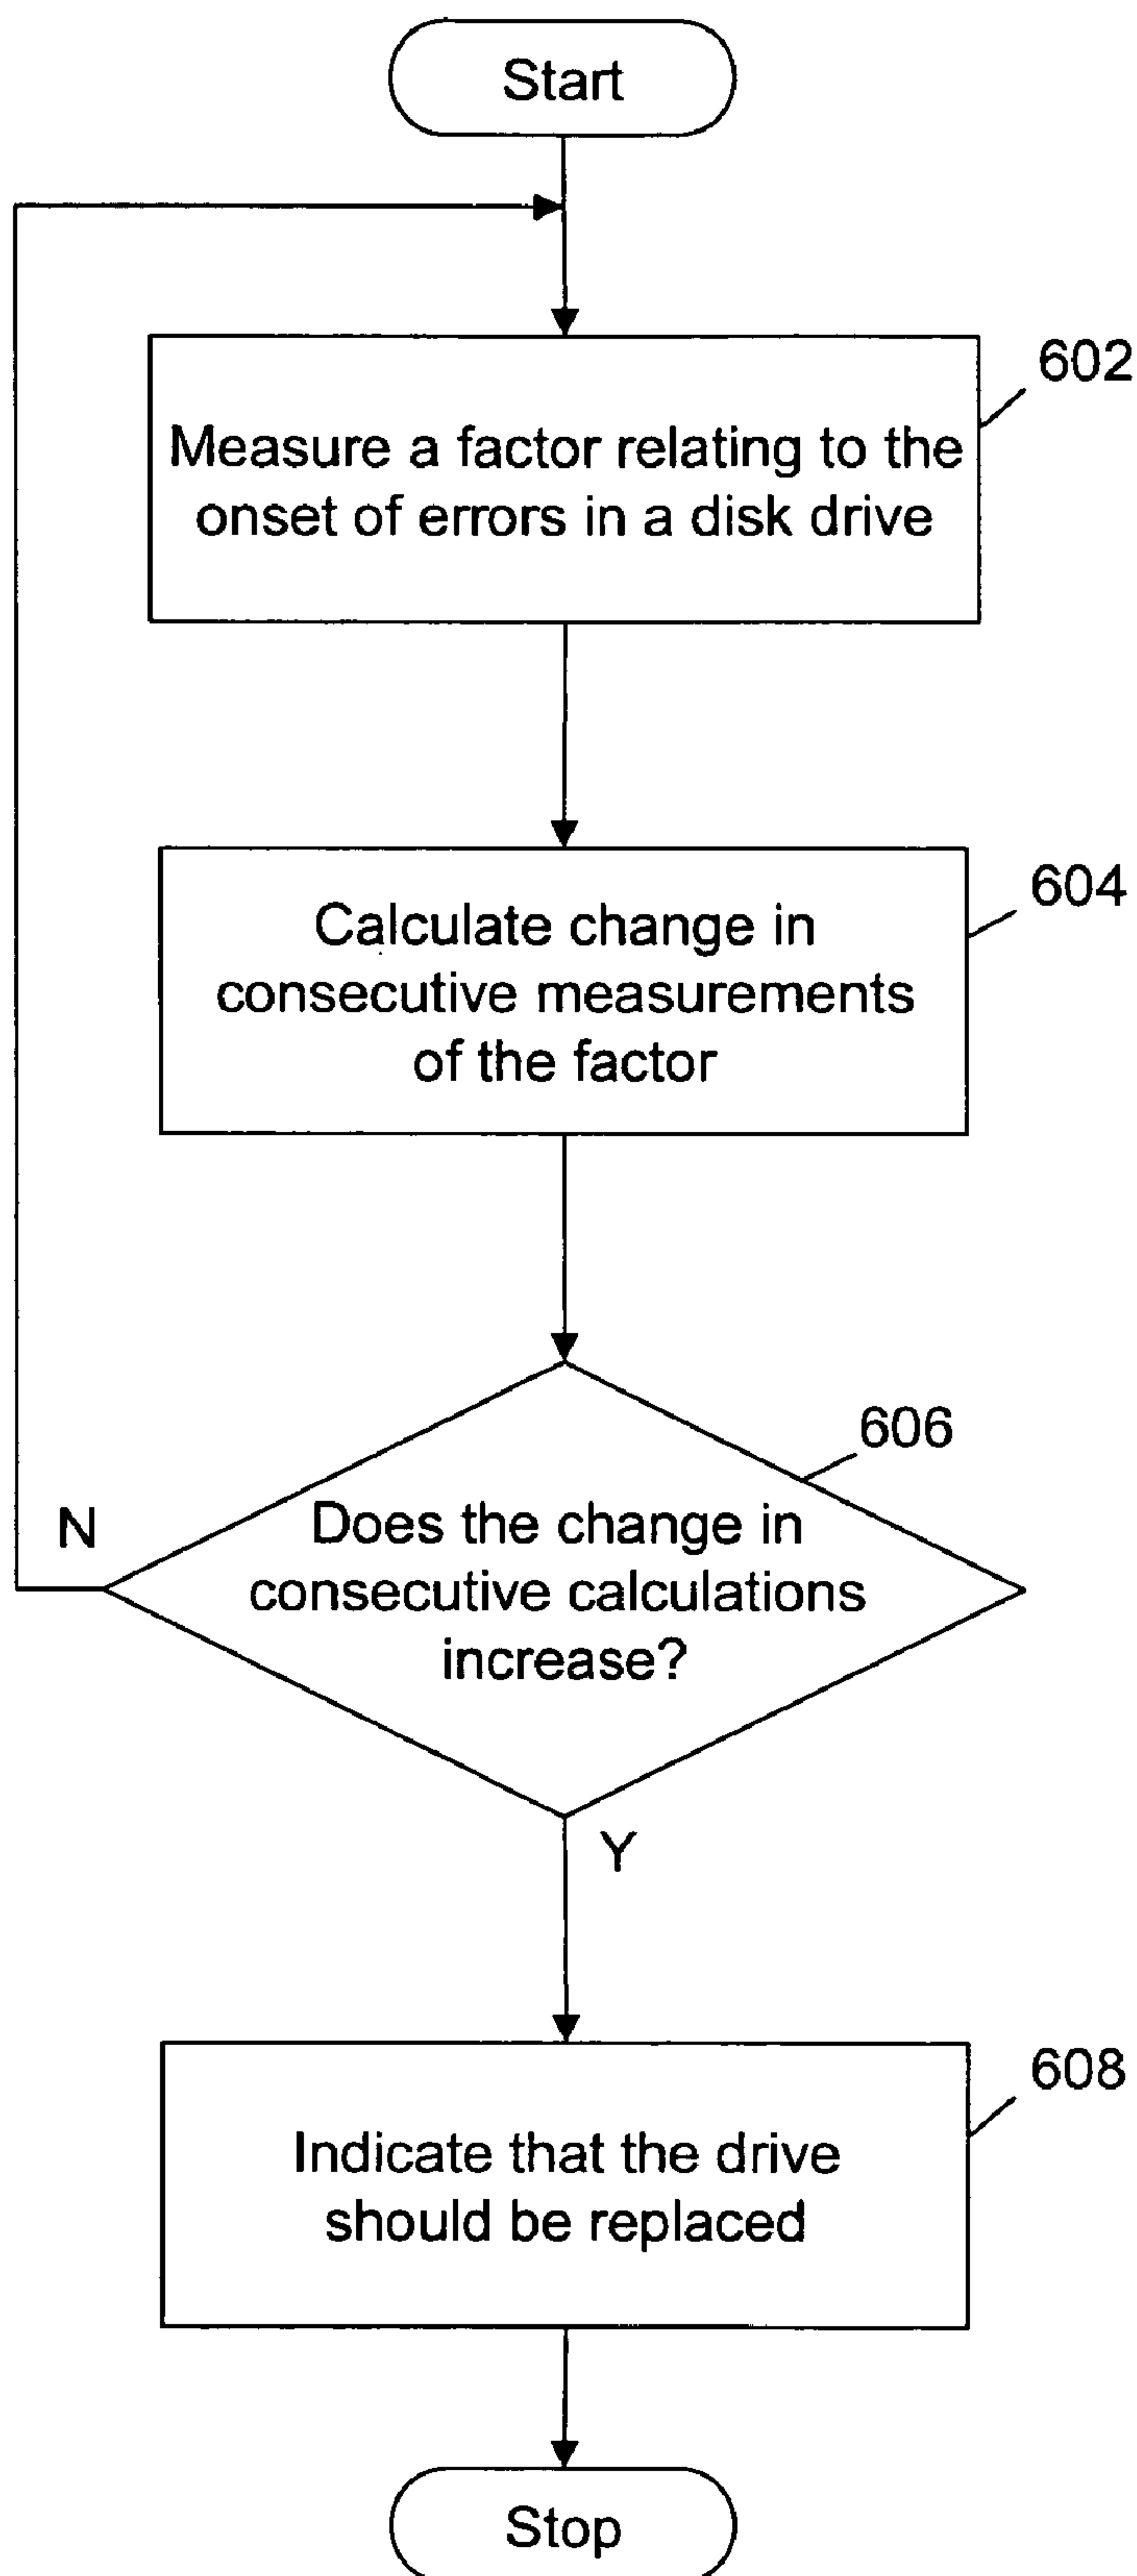 Start
602
Measure a factor relating to the
onset of errors in a disk drive
604
Calculate change in
consecutive measurements
of the factor
606
N
Does the change in
consecutive calculations
increase?
Y
608
Indicate that the drive
should be replaced
Stop